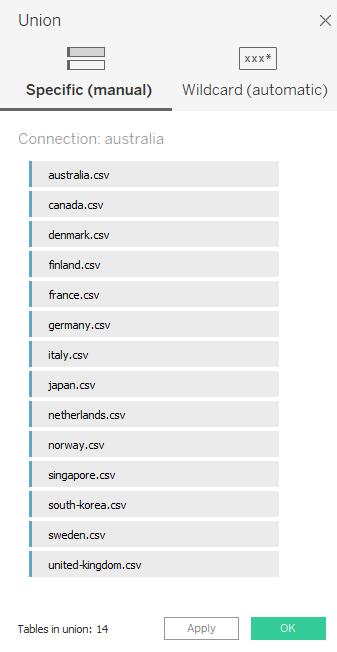 Union
xxx*
Specific (manual)
Wildcard (automatic)
Connection: australia
australia.csv
canada.csv
denmark.csv
finland.csv
france.csv
germany.csv
italy.csv
japan.csv
netherlands.csv
norway.csv
singapore.csv
south-korea.csv
sweden.csv
united-kingdom.csv
Tables in union: 14
Apply
OK